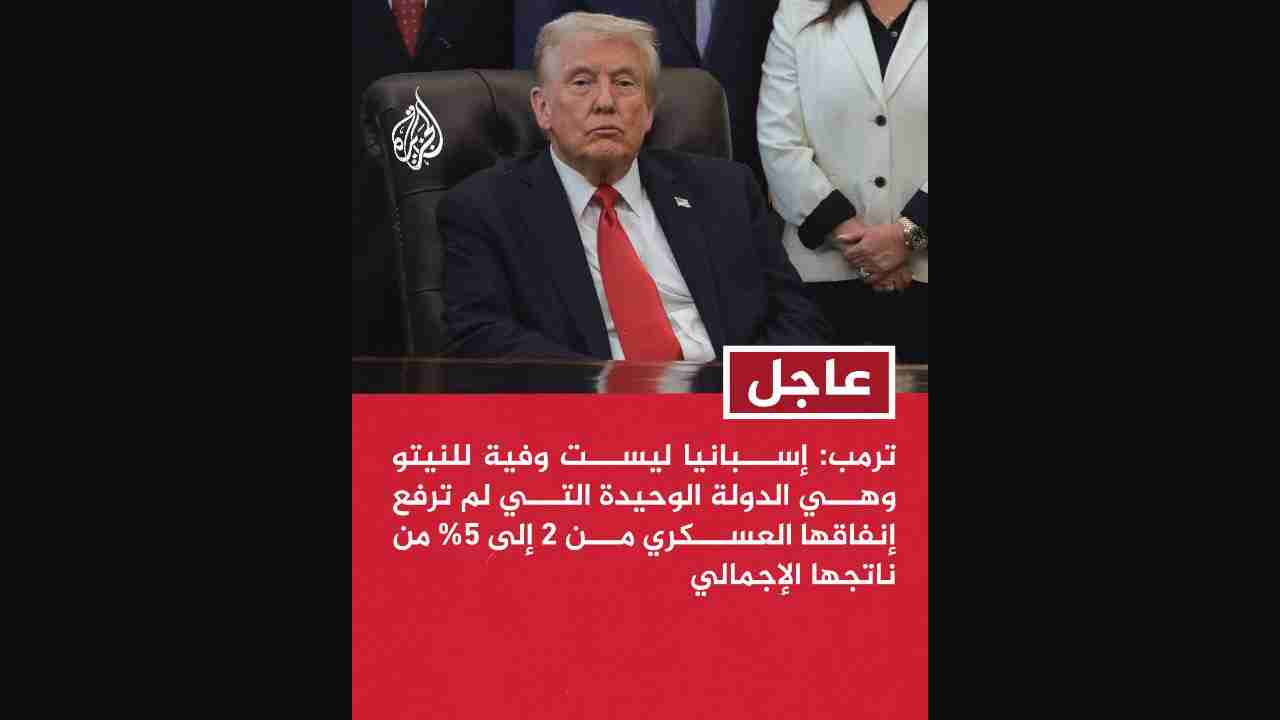 الجزيرة
عاجل
ترمب: إسبانيا ليست وفية للنيتو
وهي الدولة الوحيدة التي لم ترفع
إنفاقها العسكري من 2 إلى 5% من
ناتجها الإجمالي